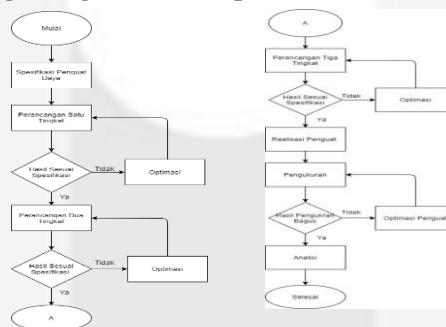 Mulai
Spesifikasi Penguat
Daya
Perancangan Satu
Tingkat
Hasil Sesuai
Spesifikasi
Tidak
Optimasi
Ya
Perancangan Dua
Tingkat
Hasil Sesuai
Spesifikasi
Tidak
Optimasi
Ya
A
A
Perancangan Tiga
Tingkat
Hasil Sesuai
Spesifikasi
Tidak
Optimasi
Ya
Realisasi Penguat
Pengukuran
Hasil Pengukuran
Bagus
Tidak
Optimasi Penguat
Ya
Analisi
Selesai